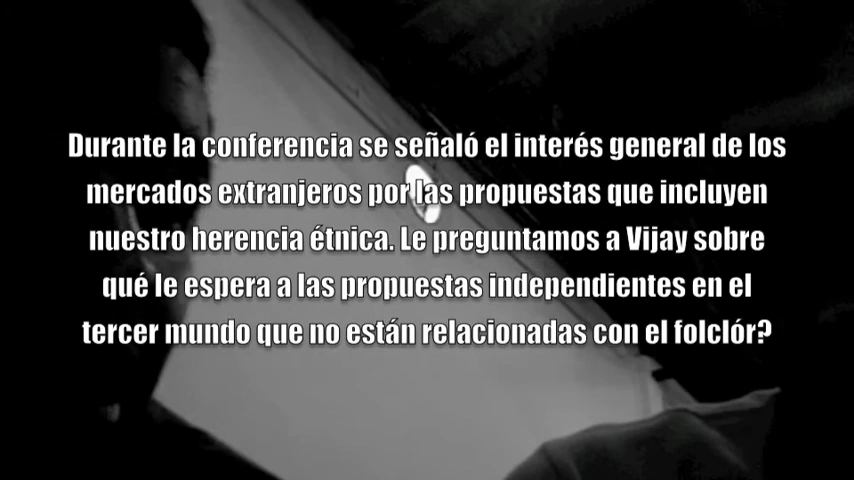 Durante la conferencia se señaló el interés general de los
mercados extranjeros por las propuestas que incluyen
nuestro herencia étnica. Le preguntamos a Vijay sobre
qué le espera a las propuestas independientes en el
tercer mundo que no están relacionadas con el folclór?